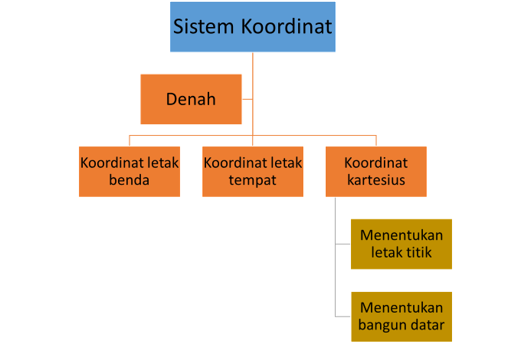 Sistem Koordinat
Denah
Koordinat letak
benda
Koordinat letak
tempat
Koordinat
kartesius
Menentukan
letak titik
Menentukan
bangun datar